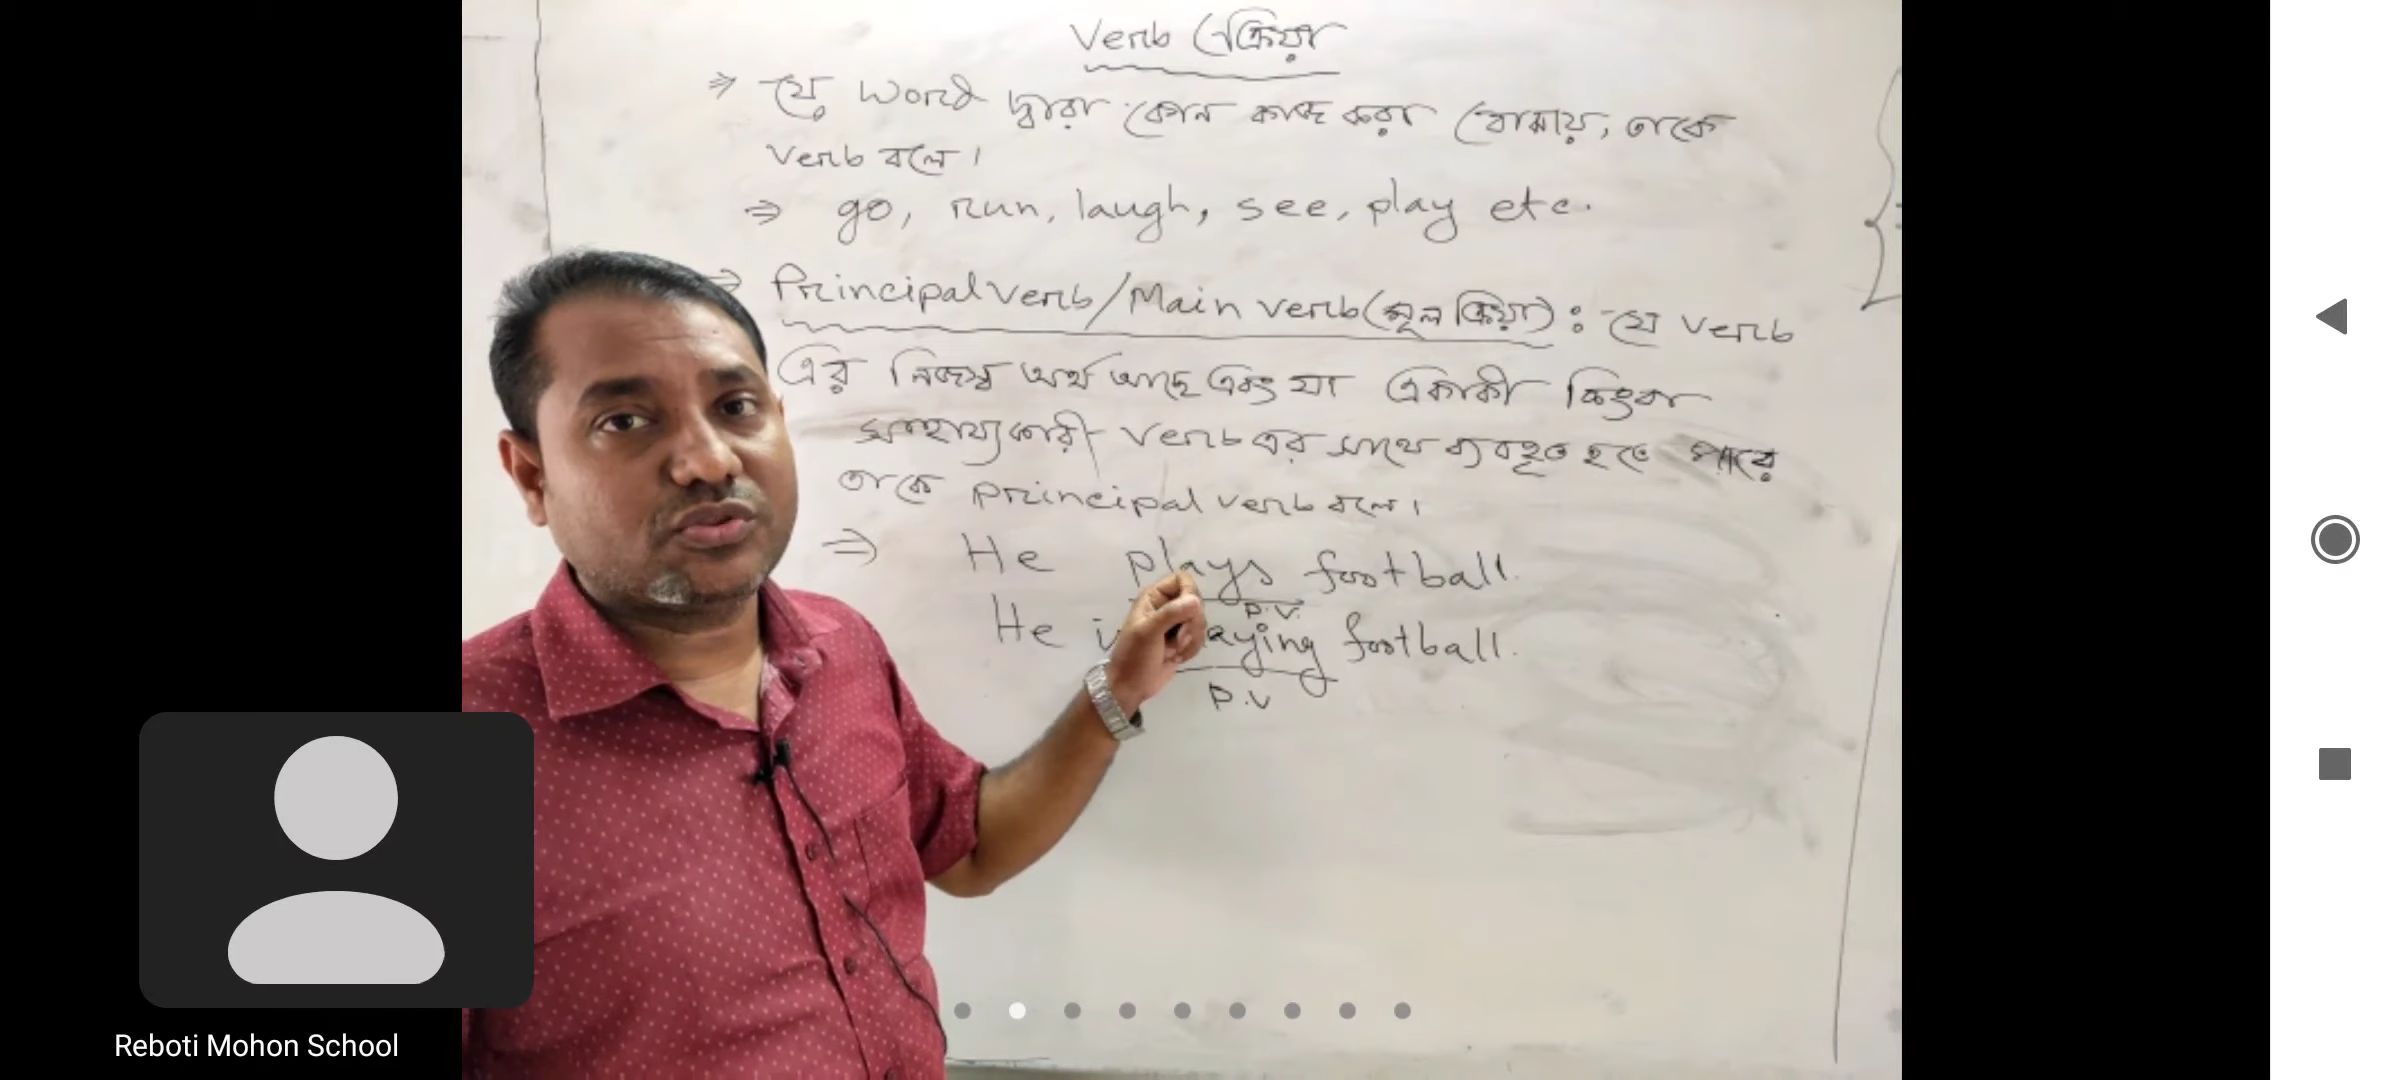 Verb (ক্রিয়া
⇒ যে word দ্বারা কোন কাজ করা বোঝায়, তাকে
verb বলে।
⇒ go, run, laugh, see, play etc.
⇒ Principal verb/Main verb (মূল ক্রিয়া) : যে verb
এর নিজস্ব অর্থ আছে এবং যা একাকী কিংবা
সাহায্যকারী verb এর সাথে ব্যবহৃত হতে পারে
তাকে principal verb বলে।
⇒ He plays football.
P.V.
He aying football.
P.V
Reboti Mohon School